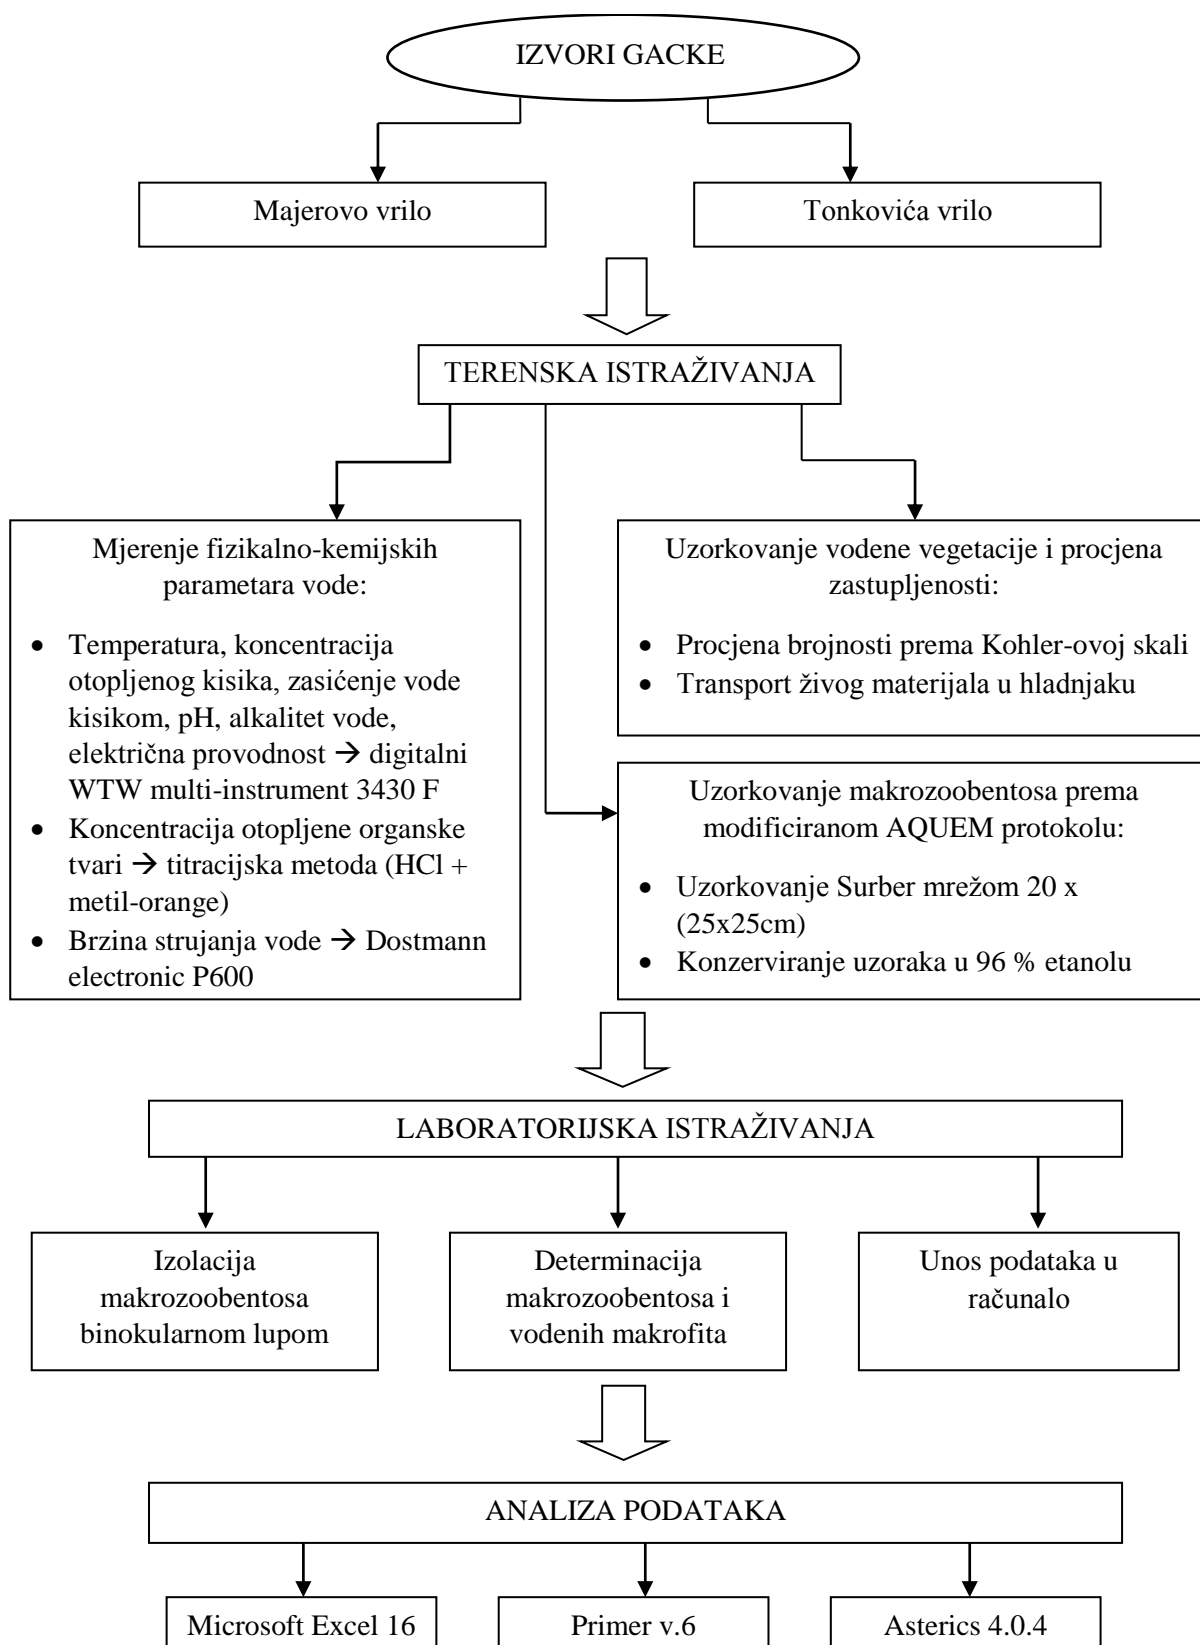 IZVORI GACKE
Majerovo vrilo
Tonkovića vrilo
TERENSKA ISTRAŽIVANJA
Mjerenje fizikalno-kemijskih
parametara vode:
• Temperatura, koncentracija
otopljenog kisika, zasićenje vode
kisikom, pH, alkalitet vode,
električna provodnost → digitalni
WTW multi-instrument 3430 F
• Koncentracija otopljene organske
tvari → titracijska metoda (HCl +
metil-orange)
• Brzina strujanja vode → Dostmann
electronic P600
Uzorkovanje vodene vegetacije i procjena
zastupljenosti:
• Procjena brojnosti prema Kohler-ovoj skali
• Transport živog materijala u hladnjaku
Uzorkovanje makrozoobentosa prema
modificiranom AQUEM protokolu:
• Uzorkovanje Surber mrežom 20 x
(25x25cm)
• Konzerviranje uzoraka u 96 % etanolu
LABORATORIJSKA ISTRAŽIVANJA
Izolacija
makrozoobentosa
binokularnom lupom
Determinacija
makrozoobentosa i
vodenih makrofita
Unos podataka u
računalo
ANALIZA PODATAKA
Microsoft Excel 16
Primer v.6
Asterics 4.0.4